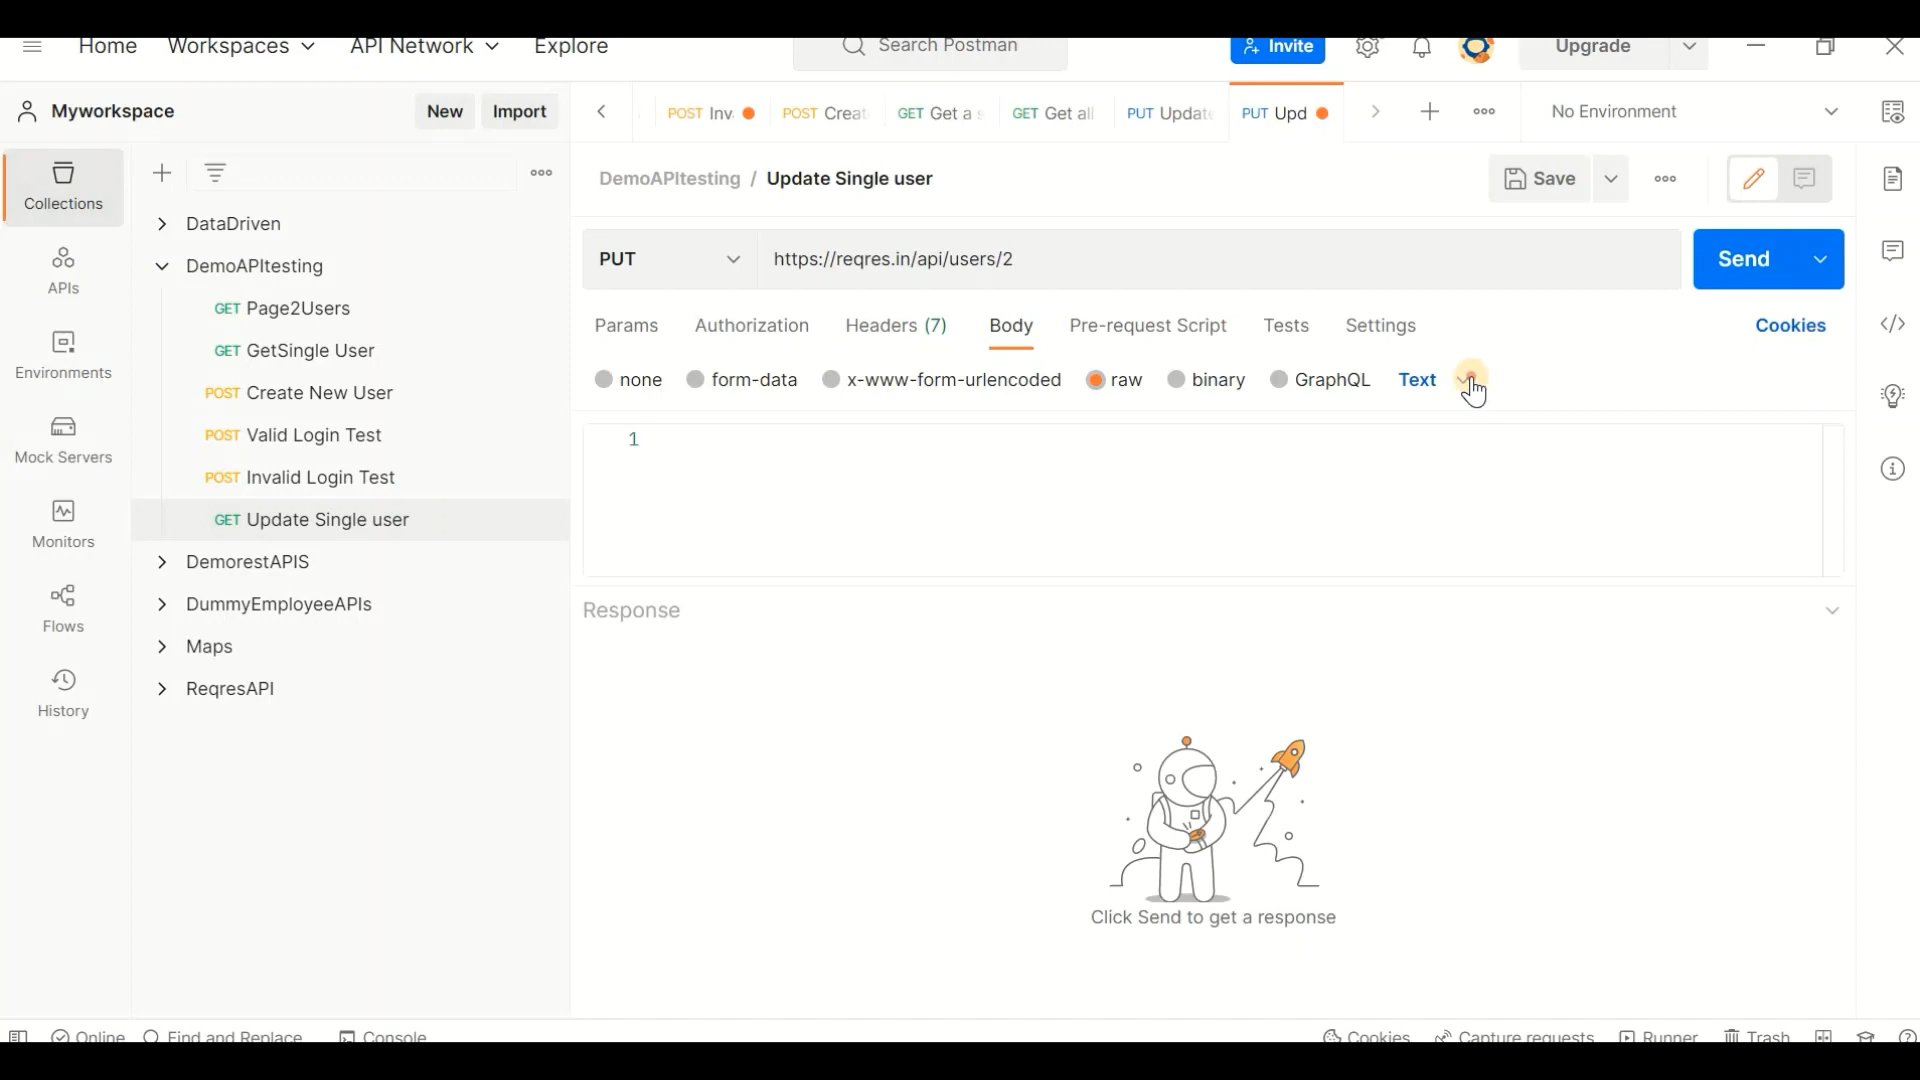 Home Workspaces API Network Explore Search Postman Invite Upgrade
Myworkspace New Import
POST Inv POST Creat GET Get a s GET Get all PUT Update PUT Upd No Environment
Collections
APIs
Environments
Mock Servers
Monitors
Flows
History
DataDriven
DemoAPItesting
GET Page2Users
GET GetSingle User
POST Create New User
POST Valid Login Test
POST Invalid Login Test
GET Update Single user
DemorestAPIS
DummyEmployeeAPIs
Maps
ReqresAPI
DemoAPItesting / Update Single user Save
PUT https://reqres.in/api/users/2 Send
Params Authorization Headers (7) Body Pre-request Script Tests Settings Cookies
none form-data x-www-form-urlencoded raw binary GraphQL Text
1
Response
Click Send to get a response
Online Find and Replace Console Cookies Capture requests Runner Trash